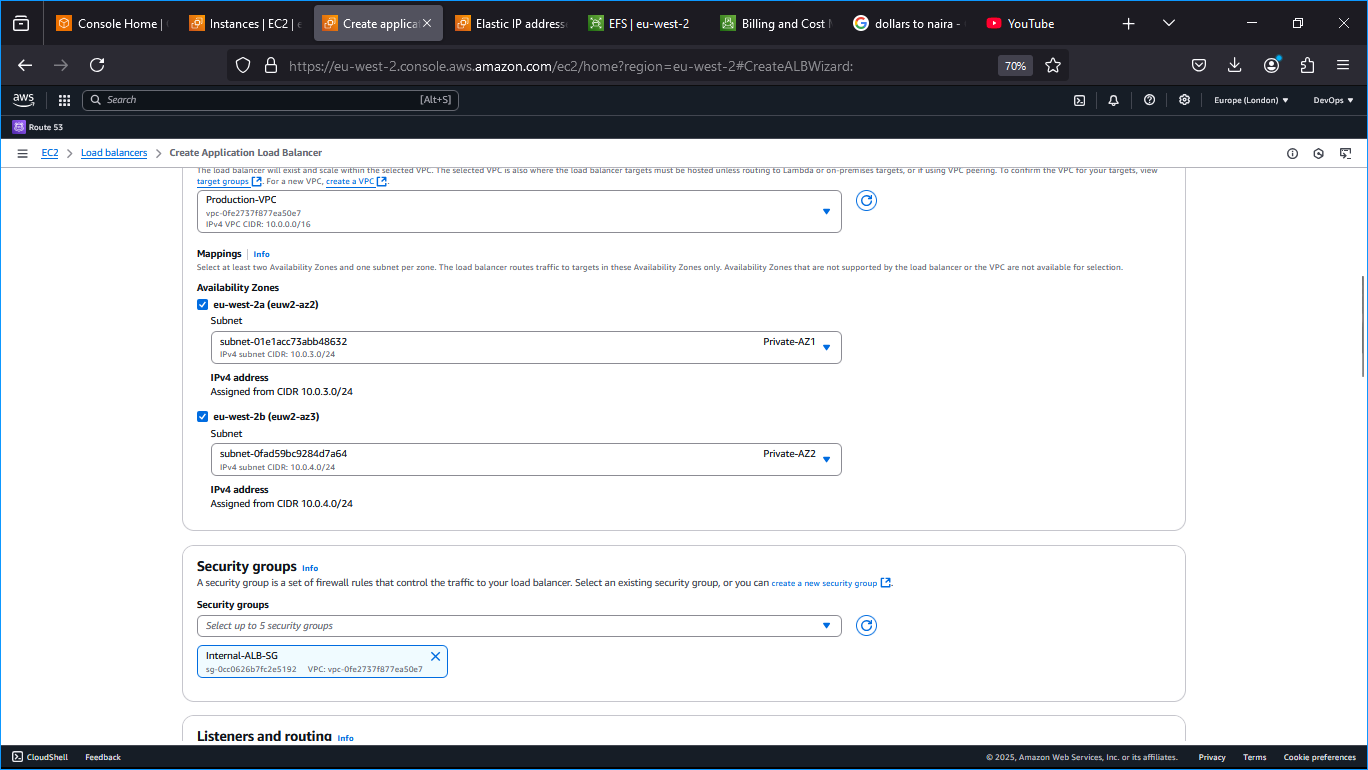 Console Home |
Instances | EC2 | e
Create applica
Elastic IP address
EFS | eu-west-2
Billing and Cost M
dollars to naira -
YouTube
https://eu-west-2.console.aws.amazon.com/ec2/home?region=eu-west-2#CreateALBWizard:
70%
aws
Search
[Alt+S]
Europe (London)
DevOps
Route 53
EC2
Load balancers
Create Application Load Balancer
The load balancer will exist and scale within the selected VPC. The selected VPC is also where the load balancer targets must be hosted unless routing to Lambda or on-premises targets, or if using VPC peering. To confirm the VPC for your targets, view
target groups. For a new VPC, create a VPC.
Production-VPC
vpc-0fe2737f877ea50e7
IPv4 VPC CIDR: 10.0.0.0/16
Mappings Info
Select at least two Availability Zones and one subnet per zone. The load balancer routes traffic to targets in these Availability Zones only. Availability Zones that are not supported by the load balancer or the VPC are not available for selection.
Availability Zones
eu-west-2a (euw2-az2)
Subnet
subnet-01e1acc73abb48632 Private-AZ1
IPv4 subnet CIDR: 10.0.3.0/24
IPv4 address
Assigned from CIDR 10.0.3.0/24
eu-west-2b (euw2-az3)
Subnet
subnet-0fad59bc9284d7a64 Private-AZ2
IPv4 subnet CIDR: 10.0.4.0/24
IPv4 address
Assigned from CIDR 10.0.4.0/24
Security groups Info
A security group is a set of firewall rules that control the traffic to your load balancer. Select an existing security group, or you can create a new security group.
Security groups
Select up to 5 security groups
Internal-ALB-SG
sg-0cc0626b7fc2e5192 VPC: vpc-0fe2737f877ea50e7
Listeners and routing Info
CloudShell
Feedback
© 2025, Amazon Web Services, Inc. or its affiliates.
Privacy
Terms
Cookie preferences